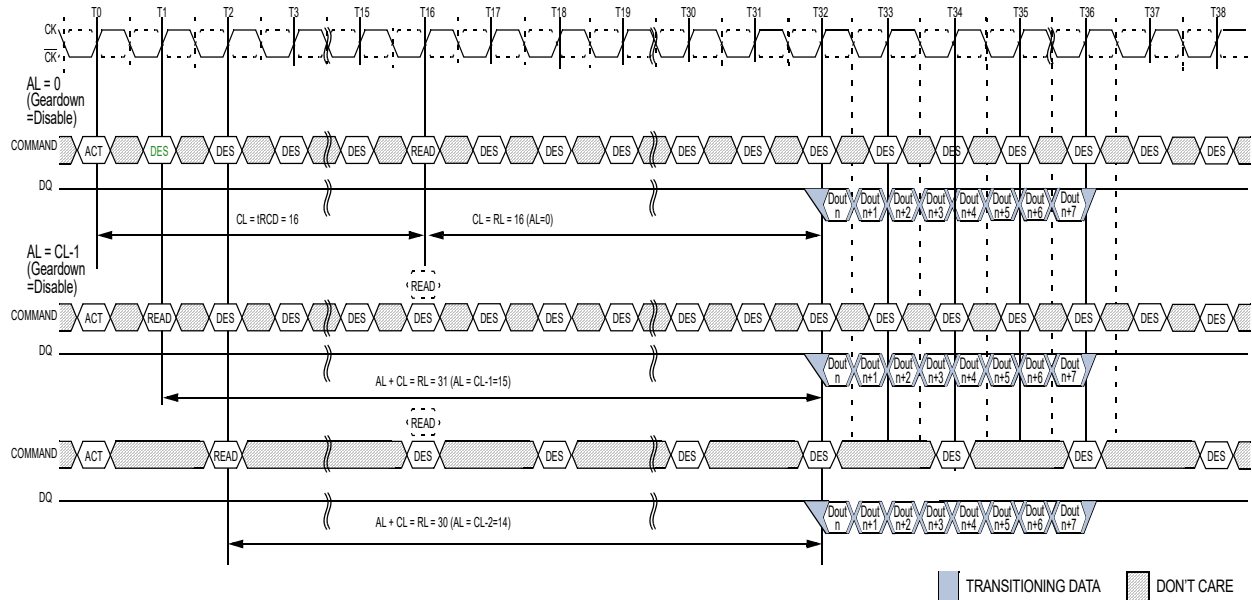 T0 T1 T2 T3 T15 T16 T17 T18 T19 T30 T31 T32 T33 T34 T35 T36 T37 T38
CK
CK
AL = 0
(Geardown
=Disable)
COMMAND ACT DES DES DES DES READ DES DES DES DES DES DES DES DES DES DES DES DES
DQ
Dout Dout Dout Dout Dout Dout Dout Dout
n n+1 n+2 n+3 n+4 n+5 n+6 n+7
CL = tRCD = 16 CL = RL = 16 (AL=0)
AL = CL-1
(Geardown
=Disable)
READ
COMMAND ACT READ DES DES DES DES DES DES DES DES DES DES DES DES DES DES DES DES
DQ
Dout Dout Dout Dout Dout Dout Dout Dout
n n+1 n+2 n+3 n+4 n+5 n+6 n+7
AL + CL = RL = 31 (AL = CL-1=15)
READ
COMMAND ACT READ DES DES DES DES DES DES DES
DQ
Dout Dout Dout Dout Dout Dout Dout Dout
n n+1 n+2 n+3 n+4 n+5 n+6 n+7
AL + CL = RL = 30 (AL = CL-2=14)
TRANSITIONING DATA DON'T CARE